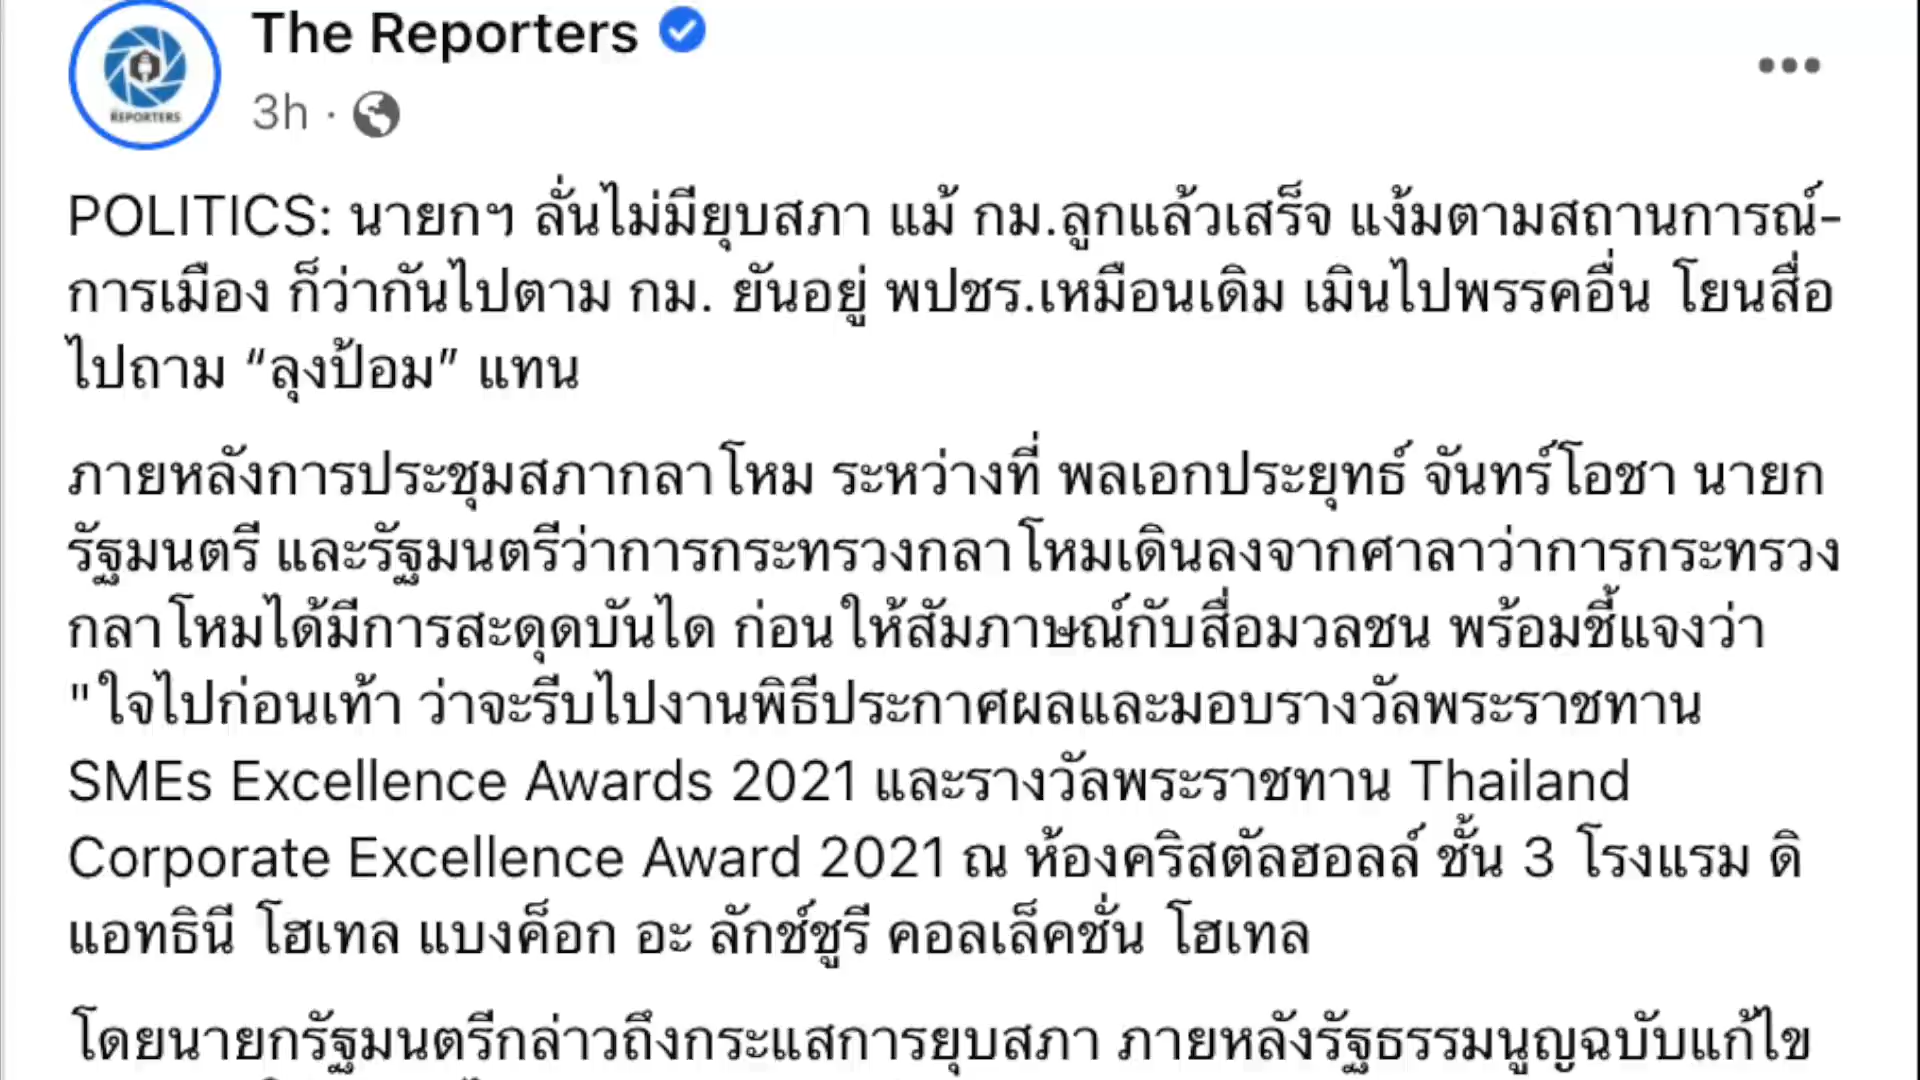 The Reporters
3h ·
REPORTERS
POLITICS: นายกฯ ลั่นไม่มียุบสภา แม้ กม.ลูกแล้วเสร็จ แง้มตามสถานการณ์-
การเมือง ก็ว่ากันไปตาม กม. ยันอยู่ พปชร.เหมือนเดิม เมินไปพรรคอื่น โยนสื่อ
ไปถาม “ลุงป้อม” แทน
ภายหลังการประชุมสภากลาโหม ระหว่างที่ พลเอกประยุทธ์ จันทร์โอชา นายก
รัฐมนตรี และรัฐมนตรีว่าการกระทรวงกลาโหมเดินลงจากศาลาว่าการกระทรวง
กลาโหมได้มีการสะดุดบันได ก่อนให้สัมภาษณ์กับสื่อมวลชน พร้อมชี้แจงว่า
"ใจไปก่อนเท้า ว่าจะรีบไปงานพิธีประกาศผลและมอบรางวัลพระราชทาน
SMEs Excellence Awards 2021 และรางวัลพระราชทาน Thailand
Corporate Excellence Award 2021 ณ ห้องคริสตัลฮอลล์ ชั้น 3 โรงแรม ดิ
แอทธินี โฮเทล แบงค็อก อะ ลักช์ชูรี คอลเล็คชั่น โฮเทล
โดยนายกรัฐมนตรีกล่าวถึงกระแสการยุบสภา ภายหลังรัฐธรรมนูญฉบับแก้ไข